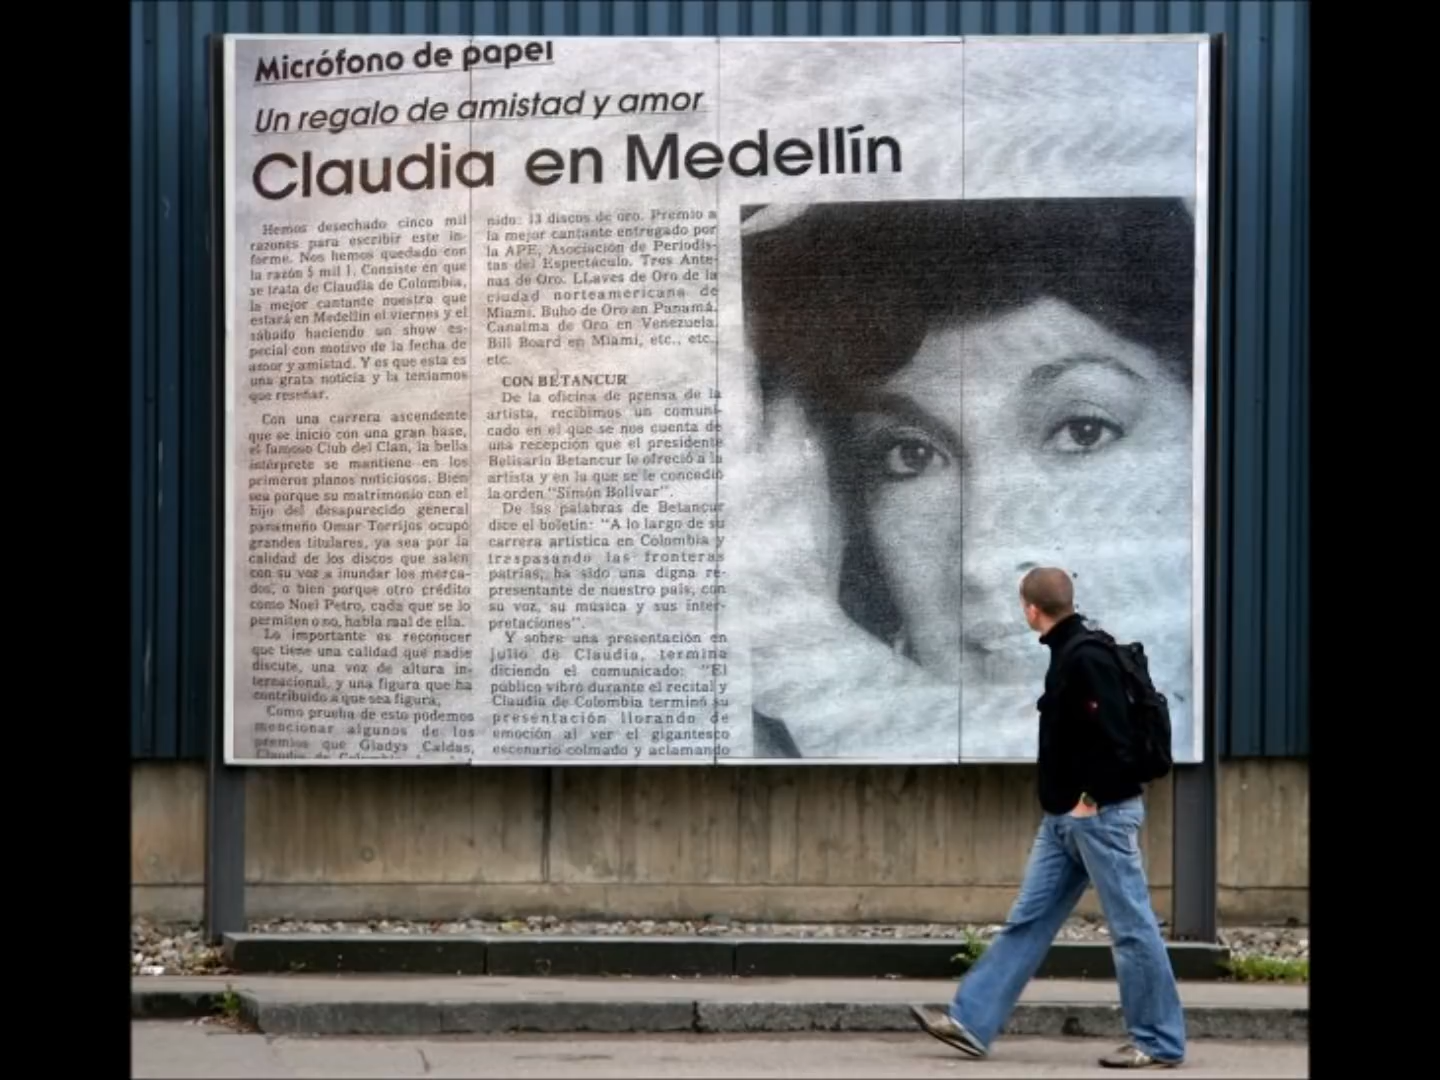 Micrófono de papel
Un regalo de amistad y amor
Claudia en Medellín
Hemos desechado cinco mil
razones para escribir este in-
forme. Nos hemos quedado con
la razón 5 mil 1. Consiste en que
se trata de Claudia de Colombia,
la mejor cantante nuestra que
estará en Medellín el viernes y el
sábado haciendo un show es-
pecial con motivo de la fecha de
amor y amistad. Y es que esta es
una grata noticia y la teníamos
que reseñar.
Con una carrera ascendente
que se inició con una gran base,
el famoso Club del Clan, la bella
intérprete se mantiene en los
primeros planos noticiosos. Bien
sea porque su matrimonio con el
hijo del desaparecido general
panameño Omar Torrijos ocupó
grandes titulares, ya sea por la
calidad de los discos que salen
con su voz a inundar los merca-
dos, o bien porque otro crédito
como Noel Petro, cada que se lo
permiten o no, habla mal de ella.
Lo importante es reconocer
que tiene una calidad que nadie
discute, una voz de altura in-
ternacional, y una figura que ha
contribuido a que sea figura.
Como prueba de esto podemos
mencionar algunos de los
premios que Gladys Caldas,
Claudia de Colombia
nido: 13 discos de oro. Premio a
la mejor cantante entregado por
la APE, Asociación de Periodis-
tas del Espectáculo. Tres Ante-
nas de Oro. LLaves de Oro de la
ciudad norteamericana de
Miami. Buho de Oro en Panamá.
Canaima de Oro en Venezuela.
Bill Board en Miami, etc., etc.,
etc.
CON BETANCUR
De la oficina de prensa de la
artista, recibimos un comuni-
cado en el que se nos cuenta de
una recepción que el presidente
Belisario Betancur le ofreció a la
artista y en la que se le concedió
la orden "Simón Bolívar".
De las palabras de Betancur
dice el boletín: "A lo largo de su
carrera artística en Colombia y
traspasando las fronteras
patrias, ha sido una digna re-
presentante de nuestro país, con
su voz, su música y sus inter-
pretaciones".
Y sobre una presentación en
julio de Claudia, termina
diciendo el comunicado: "El
público vibró durante el recital y
Claudia de Colombia terminó su
presentación llorando de
emoción al ver el gigantesco
escenario colmado y aclamando